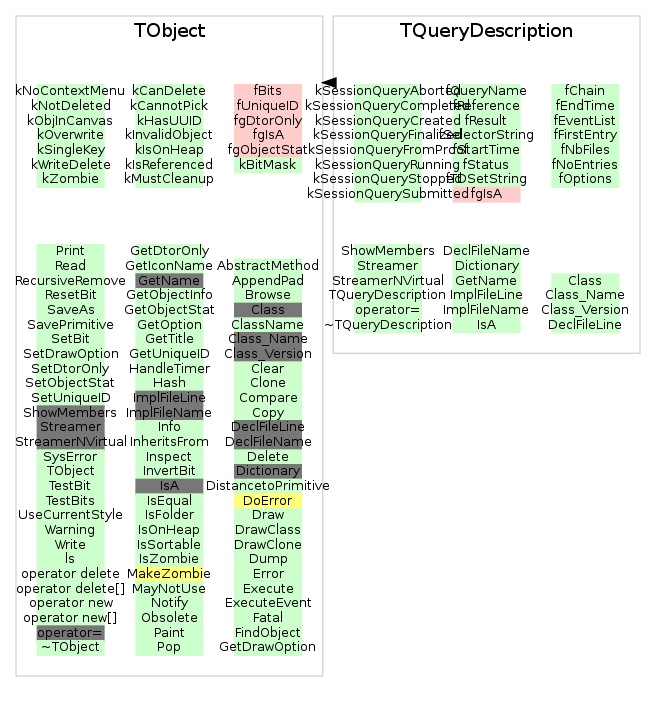 TObject
kNoContextMenu
kNotDeleted
kObjInCanvas
kOverwrite
kSingleKey
kWriteDelete
kZombie
kCanDelete
kCannotPick
kHasUUID
kInvalidObject
kIsOnHeap
kIsReferenced
kMustCleanup
fBits
fUniqueID
fgDtorOnly
fgIsA
fgObjectStat
kBitMask
Print
Read
RecursiveRemove
ResetBit
SaveAs
SavePrimitive
SetBit
SetDrawOption
SetDtorOnly
SetObjectStat
SetUniqueID
ShowMembers
Streamer
StreamerNVirtual
SysError
TObject
TestBit
TestBits
UseCurrentStyle
Warning
Write
ls
operator delete
operator delete[]
operator new
operator new[]
operator=
~TObject
GetDtorOnly
GetIconName
GetName
GetObjectInfo
GetObjectStat
GetOption
GetTitle
GetUniqueID
HandleTimer
Hash
ImplFileLine
ImplFileName
Info
InheritsFrom
Inspect
InvertBit
IsA
IsEqual
IsFolder
IsOnHeap
IsSortable
IsZombie
MakeZombie
MayNotUse
Notify
Obsolete
Paint
Pop
AbstractMethod
AppendPad
Browse
Class
ClassName
Class_Name
Class_Version
Clear
Clone
Compare
Copy
DeclFileLine
DeclFileName
Delete
Dictionary
DistancetoPrimitive
DoError
Draw
DrawClass
DrawClone
Dump
Error
Execute
ExecuteEvent
Fatal
FindObject
GetDrawOption
TQueryDescription
kSessionQueryAborted
kSessionQueryCompleted
kSessionQueryCreated
kSessionQueryFinalized
kSessionQueryFromProof
kSessionQueryRunning
kSessionQueryStopped
kSessionQuerySubmitted
fQueryName
fReference
fResult
fSelectorString
fStartTime
fStatus
fTDSetString
fgIsA
fChain
fEndTime
fEventList
fFirstEntry
fNbFiles
fNoEntries
fOptions
ShowMembers
Streamer
StreamerNVirtual
TQueryDescription
operator=
~TQueryDescription
DeclFileName
Dictionary
GetName
ImplFileLine
ImplFileName
IsA
Class
Class_Name
Class_Version
DeclFileLine